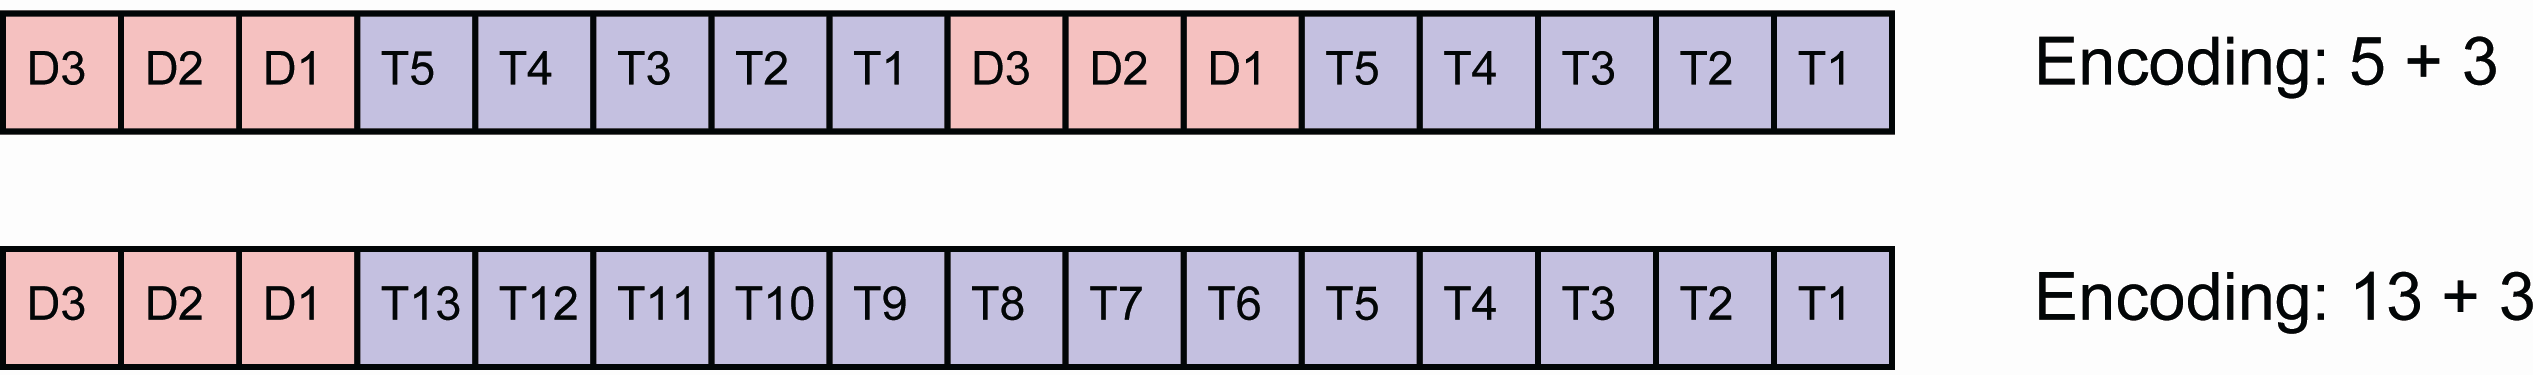 D3 D2 D1 T5 T4 T3 T2 T1 D3 D2 D1 T5 T4 T3 T2 T1 Encoding: 5 + 3
D3 D2 D1 T13 T12 T11 T10 T9 T8 T7 T6 T5 T4 T3 T2 T1 Encoding: 13 + 3